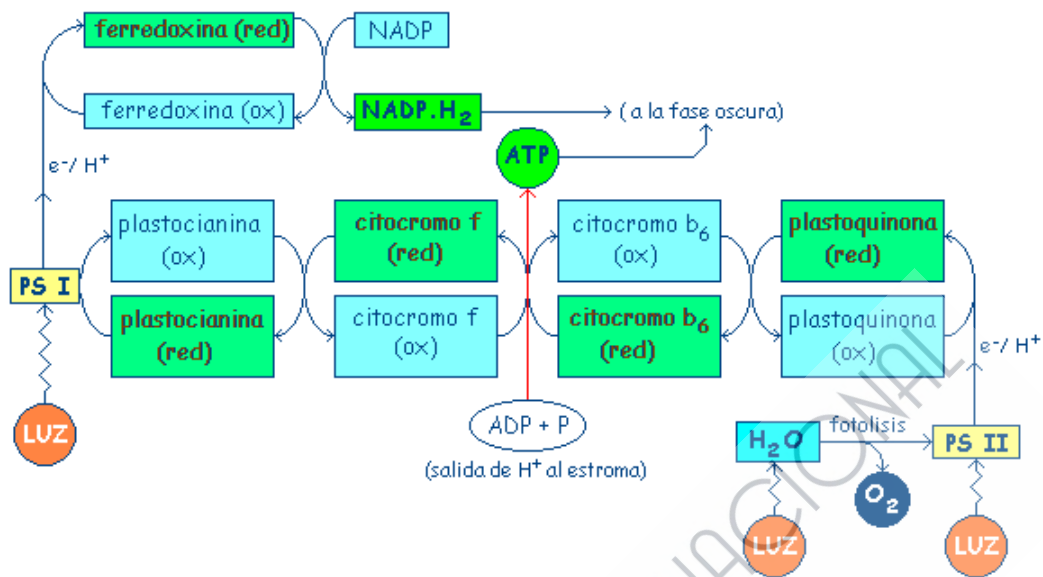 ferredoxina (red)
NADP
ferredoxina (ox)
NADP.H₂
(a la fase oscura)
ATP
e⁻/ H⁺
plastocianina
(ox)
citocromo f
(red)
citocromo b₆
(ox)
plastoquinona
(red)
PS I
plastocianina
(red)
citocromo f
(ox)
citocromo b₆
(red)
plastoquinona
(ox)
e⁻/ H⁺
LUZ
ADP + P
(salida de H⁺ al estroma)
H₂O
fotolisis
PS II
O₂
LUZ
LUZ